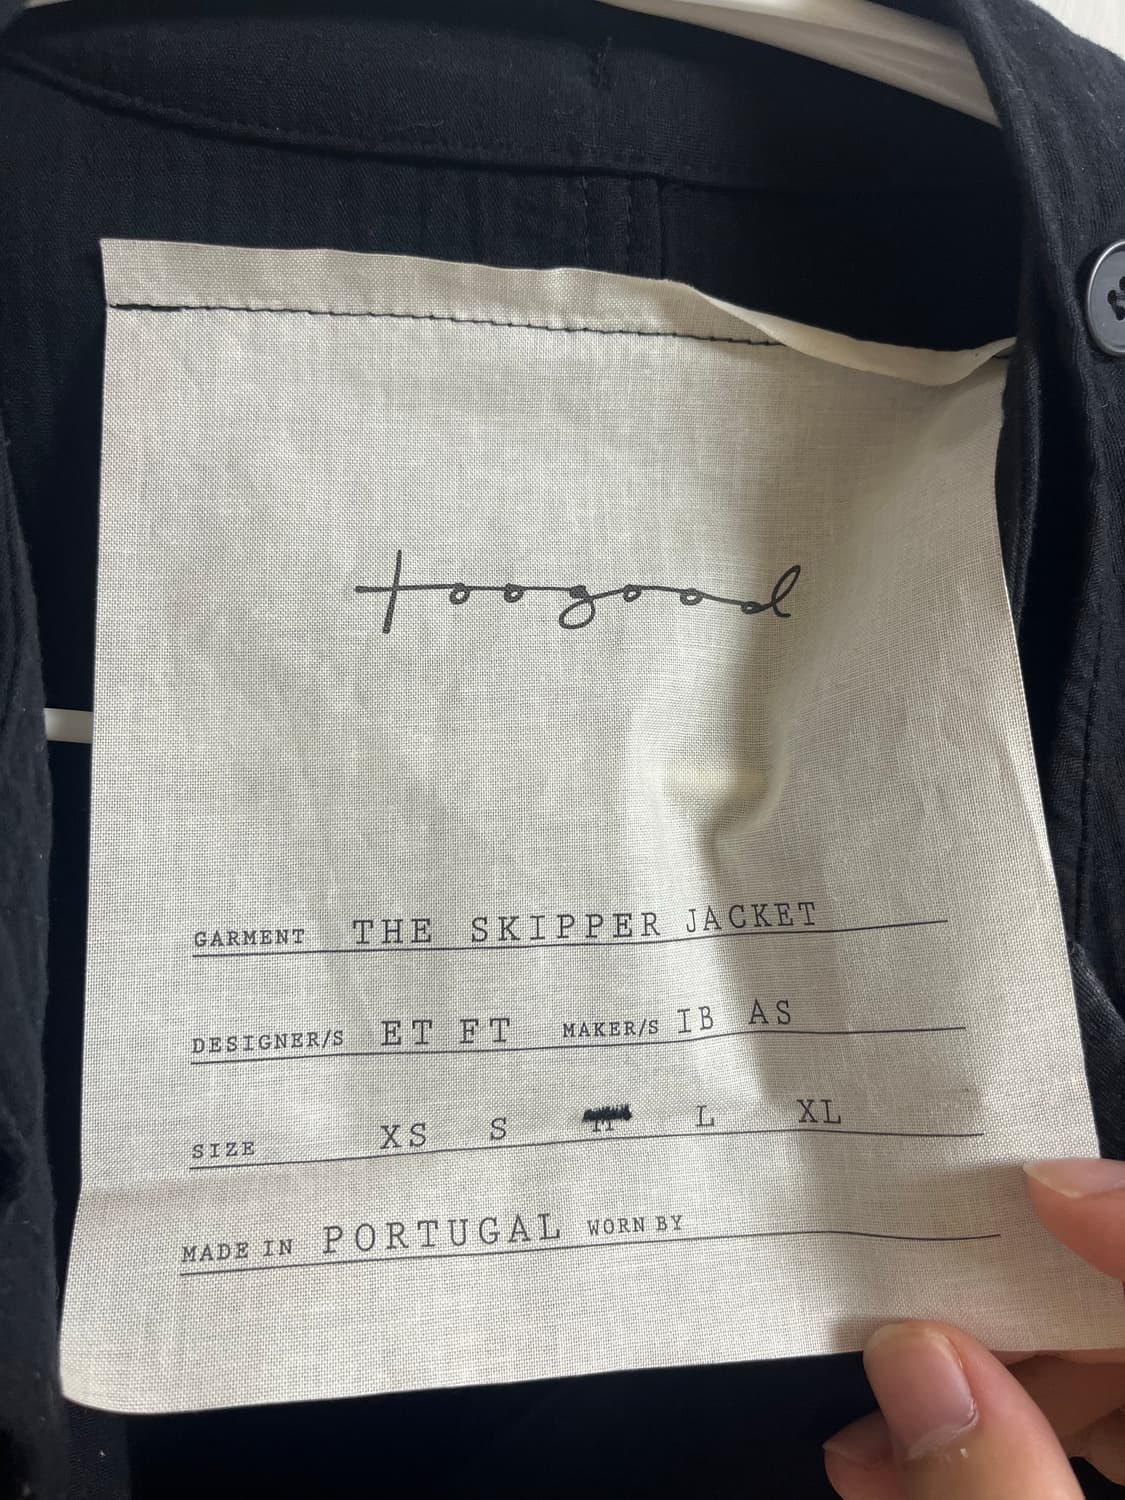 toogood
GARMENT THE SKIPPER JACKET
DESIGNER/S ET FT MAKER/S IB AS
SIZE XS S M L XL
MADE IN PORTUGAL WORN BY